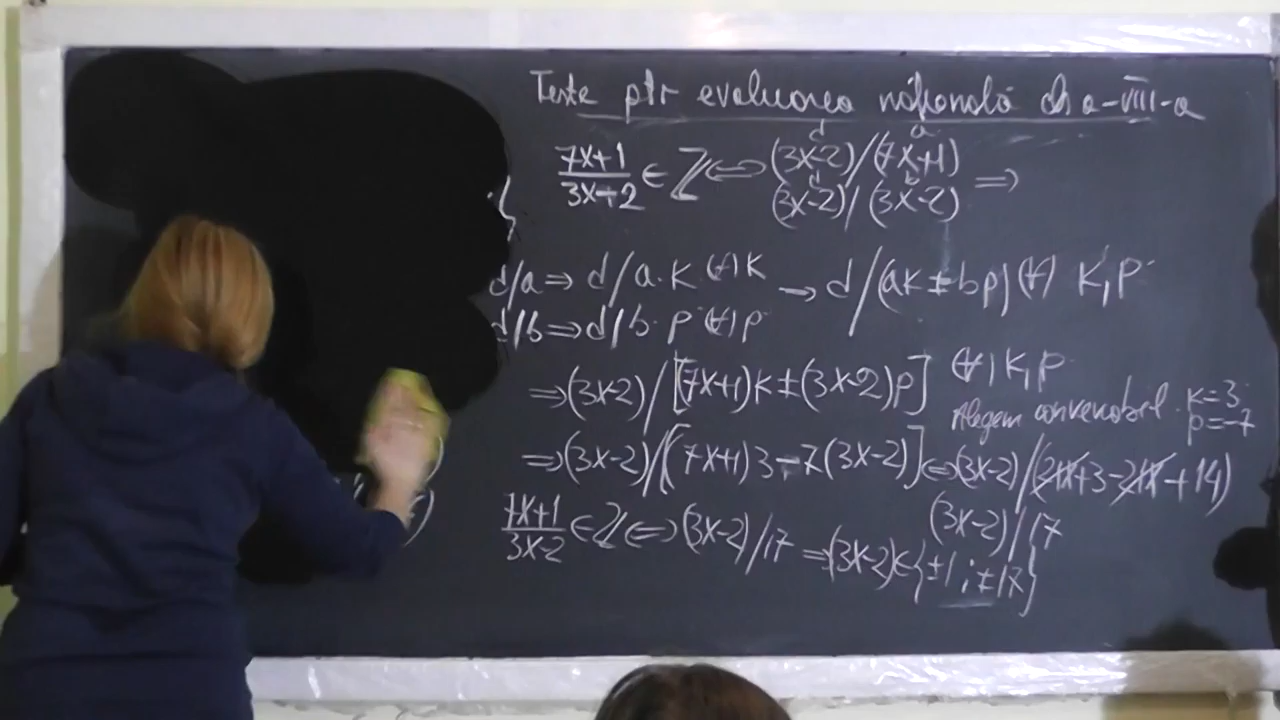 Teste ptr evaluarea națională cls a-VIII-a
(7x+1)/(3x+2) ∈ ℤ ⟺ (3x-2)/(7x+1)
(3x-2)/(3x-2) ⟹
d/a ⟹ d/a·k (∀) k → d/(ak ± bp) (∀) k, p
d/b ⟹ d/b·p (∀) p
⟹ (3x-2)/[(7x+1)k ± (3x-2)p] (∀) k, p
Alegem convenabil k=3
p=-7
⟹ (3x-2)/[(7x+1)3-7(3x-2)] ⟺ (3x-2)/(21x+3-21x+14)
(3x-2)/17
(7x+1)/(3x-2) ∈ ℤ ⟺ (3x-2)/17 ⟹ (3x-2)∈{±1; ±17}